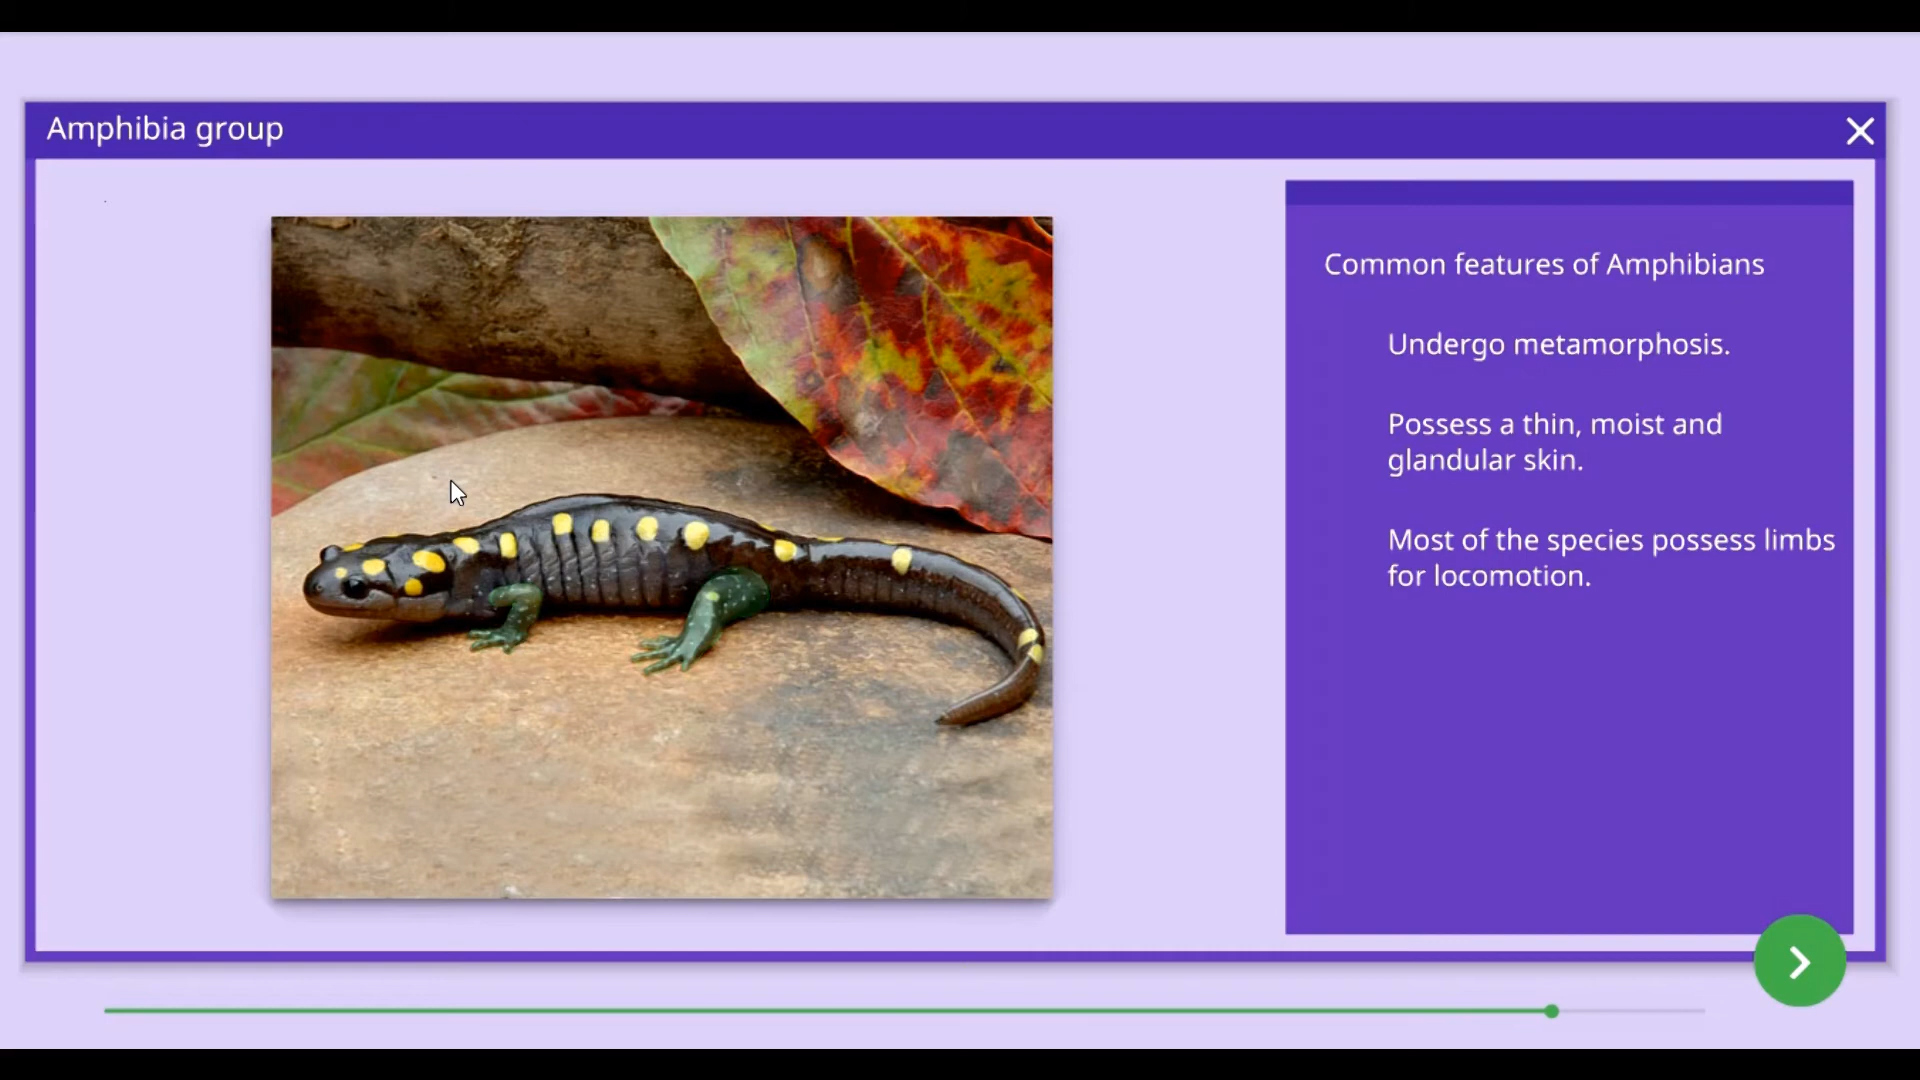 Amphibia group
Common features of Amphibians
Undergo metamorphosis.
Possess a thin, moist and
glandular skin.
Most of the species possess limbs
for locomotion.